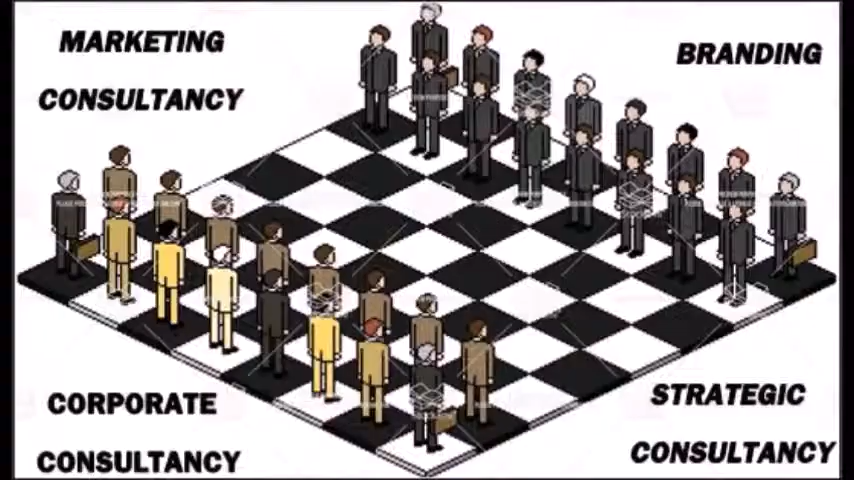 MARKETING
CONSULTANCY
BRANDING
CORPORATE
CONSULTANCY
STRATEGIC
CONSULTANCY